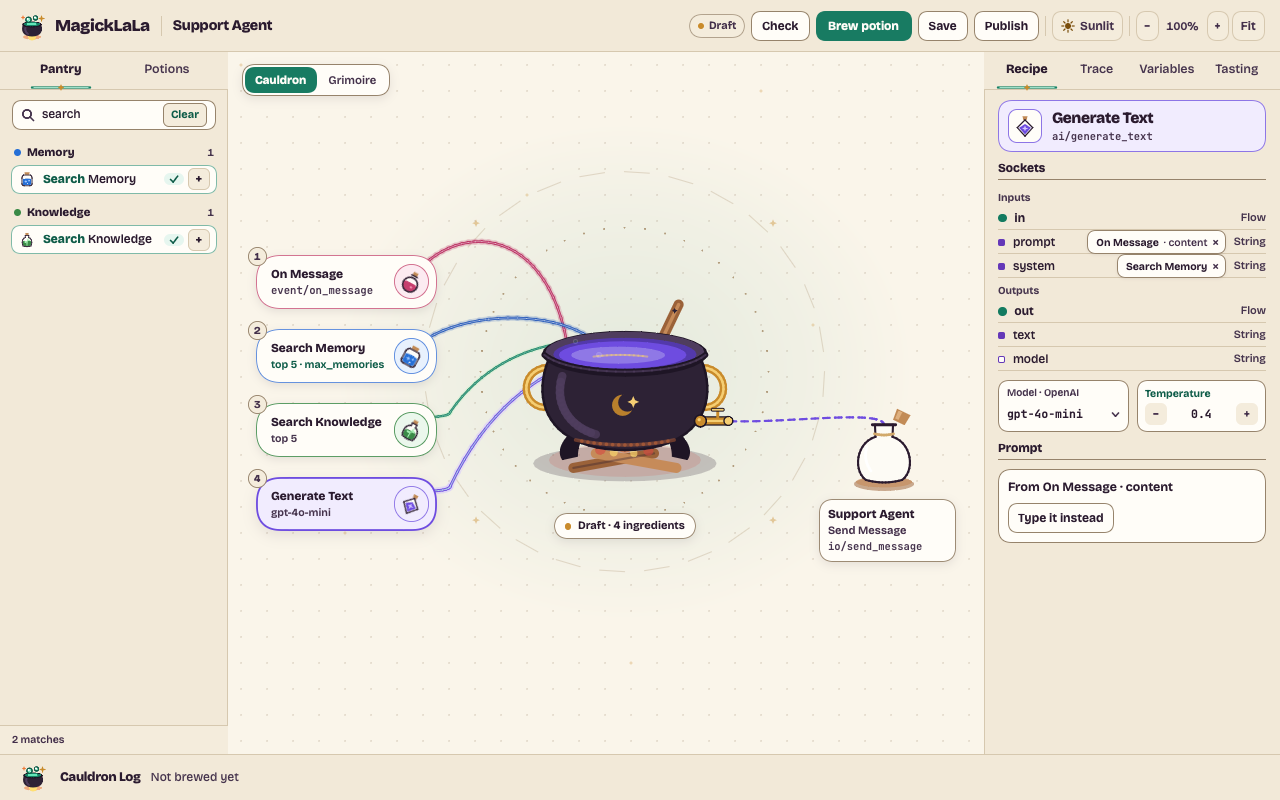 MagickLaLa
Support Agent
Draft
Check
Brew potion
Save
Publish
Sunlit
−
100%
+
Fit
Pantry
Potions
search
Clear
Memory
1
Search Memory
+
Knowledge
1
Search Knowledge
+
2 matches
Cauldron
Grimoire
1
On Message
event/on_message
2
Search Memory
top 5 · max_memories
3
Search Knowledge
top 5
4
Generate Text
gpt-4o-mini
Draft · 4 ingredients
Support Agent
Send Message
io/send_message
Recipe
Trace
Variables
Tasting
Generate Text
ai/generate_text
Sockets
Inputs
in
Flow
prompt
On Message · content ×
String
system
Search Memory ×
String
Outputs
out
Flow
text
String
model
String
Model · OpenAI
gpt-4o-mini
Temperature
−
0.4
+
Prompt
From On Message · content
Type it instead
Cauldron Log
Not brewed yet